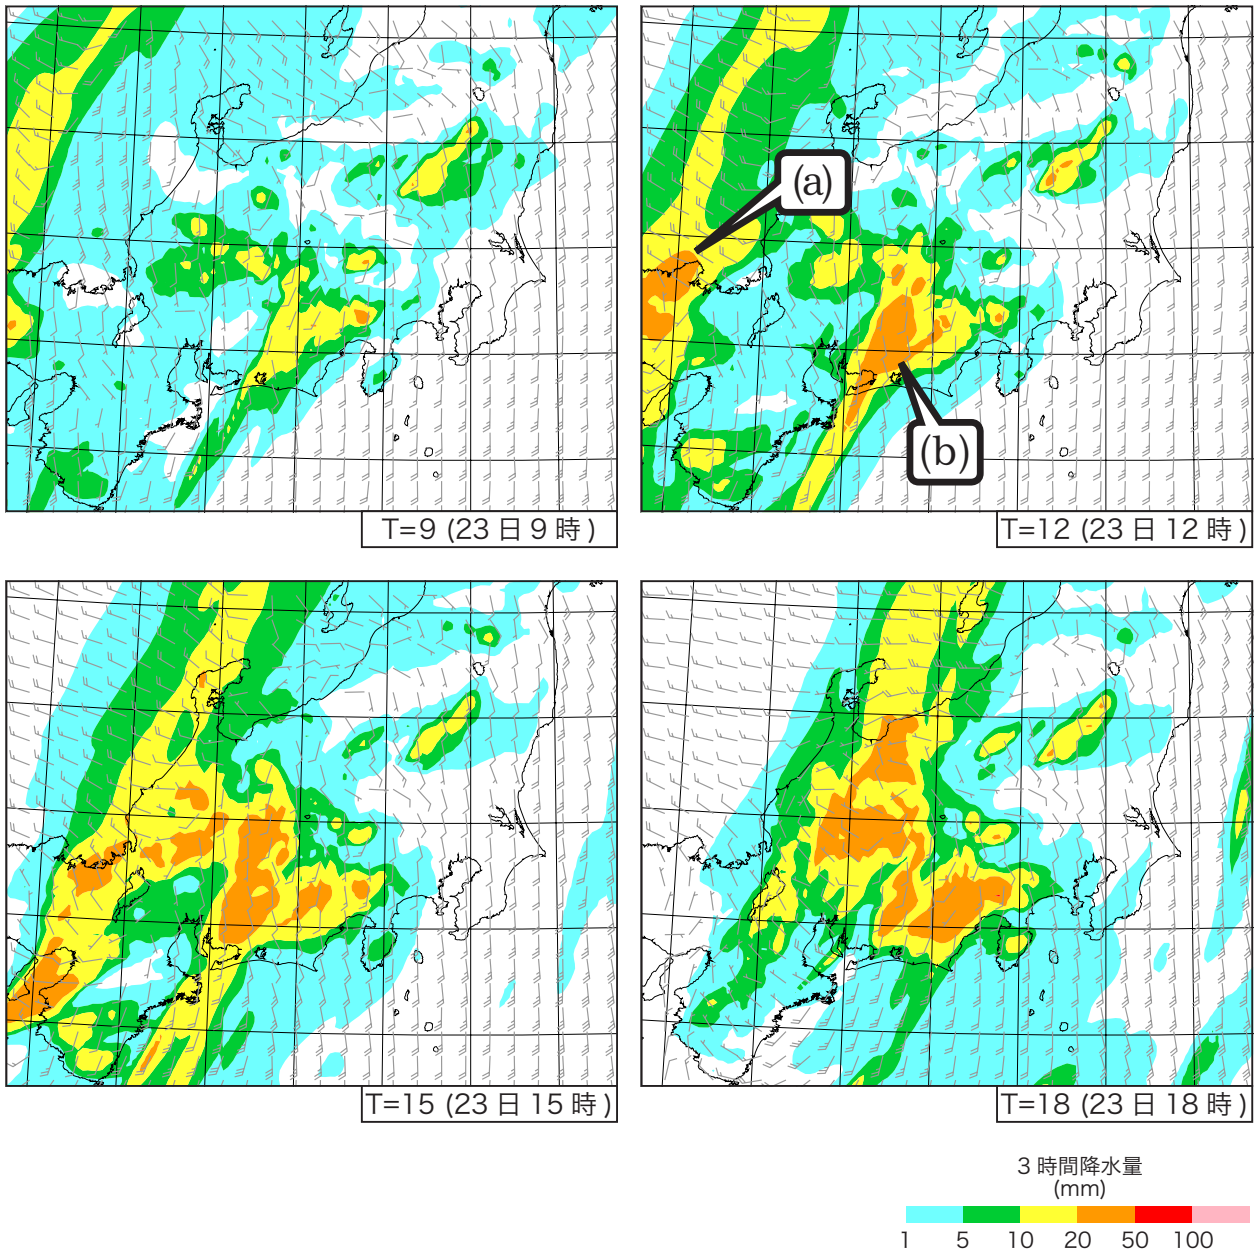 (a)
(b)
T=9 (23 日 9 時 )
T=12 (23 日 12 時 )
T=15 (23 日 15 時 )
T=18 (23 日 18 時 )
3 時間降水量
(mm)
1 5 10 20 50 100